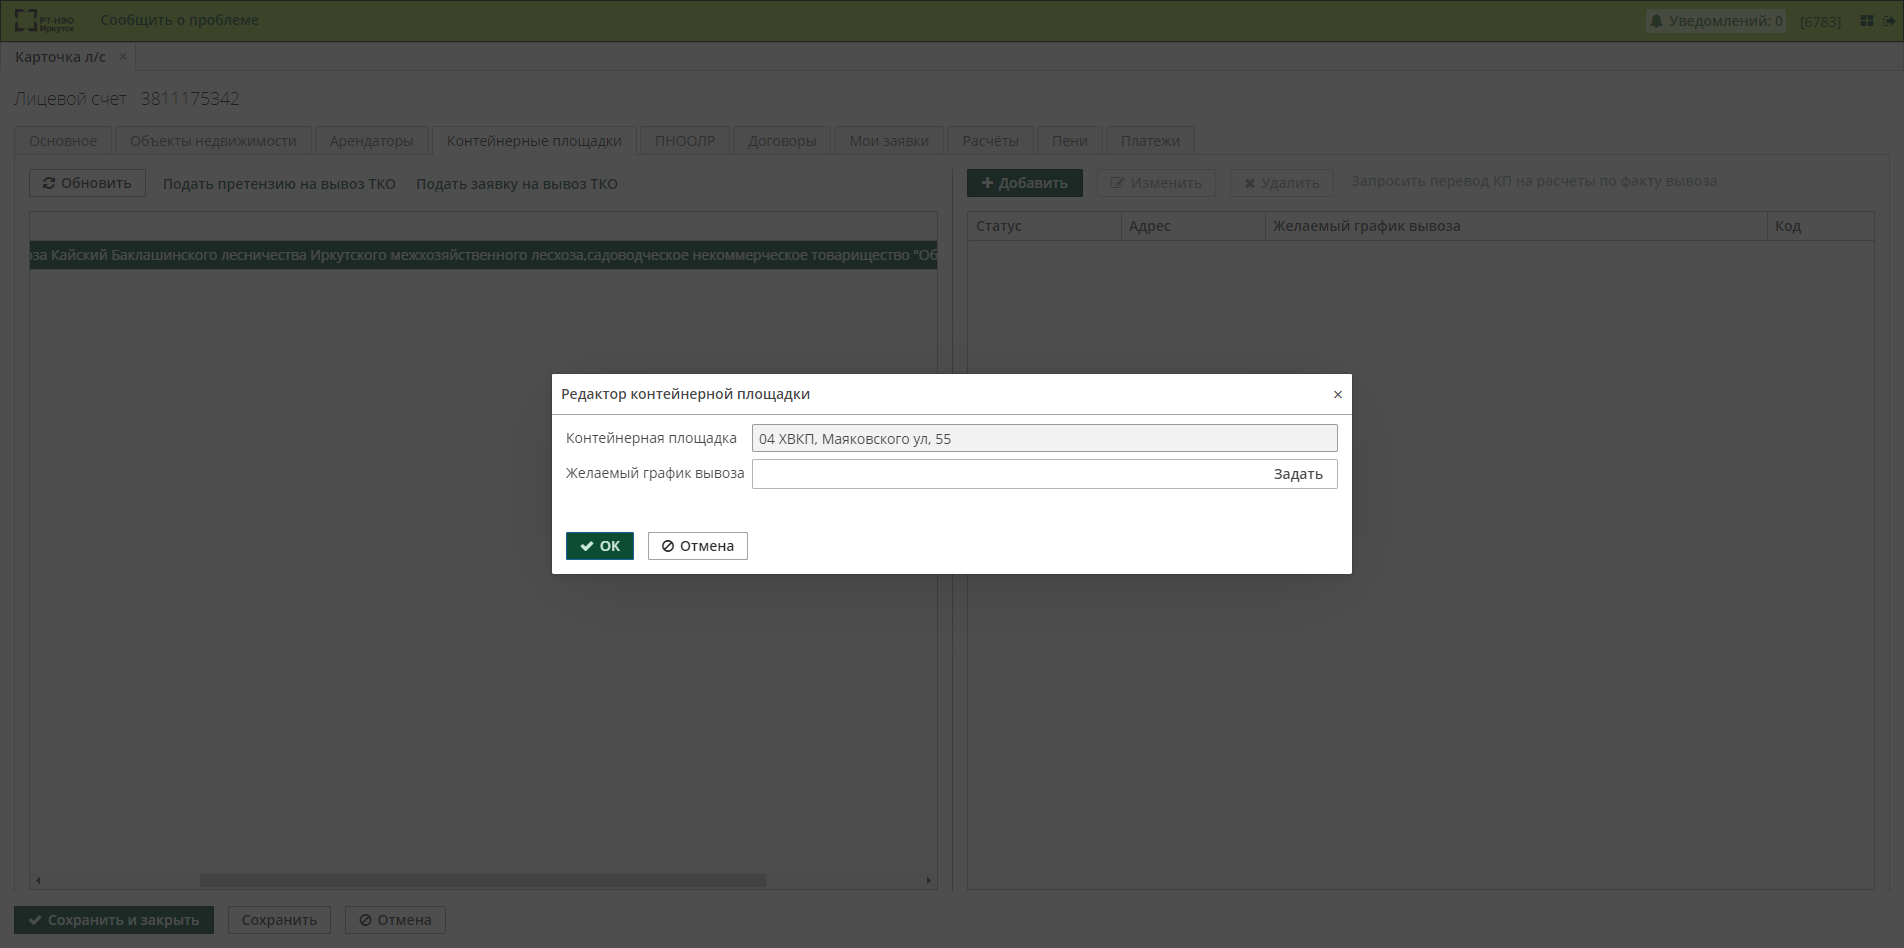 РТ-НЭО
Иркутск
Сообщить о проблеме
Уведомлений: 0
[6783]
Карточка л/с ×
Лицевой счет 3811175342
Основное
Объекты недвижимости
Арендаторы
Контейнерные площадки
ПНООЛР
Договоры
Мои заявки
Расчёты
Пени
Платежи
Обновить
Подать претензию на вывоз ТКО
Подать заявку на вывоз ТКО
Добавить
Изменить
Удалить
Запросить перевод КП на расчеты по факту вывоза
Статус
Адрес
Желаемый график вывоза
Код
оза Кайский Баклашинского лесничества Иркутского межхозяйственного лесхоза,садоводческое некоммерческое товарищество "Об
Редактор контейнерной площадки ×
Контейнерная площадка 04 ХВКП, Маяковского ул, 55
Желаемый график вывоза Задать
ОК
Отмена
Сохранить и закрыть
Сохранить
Отмена